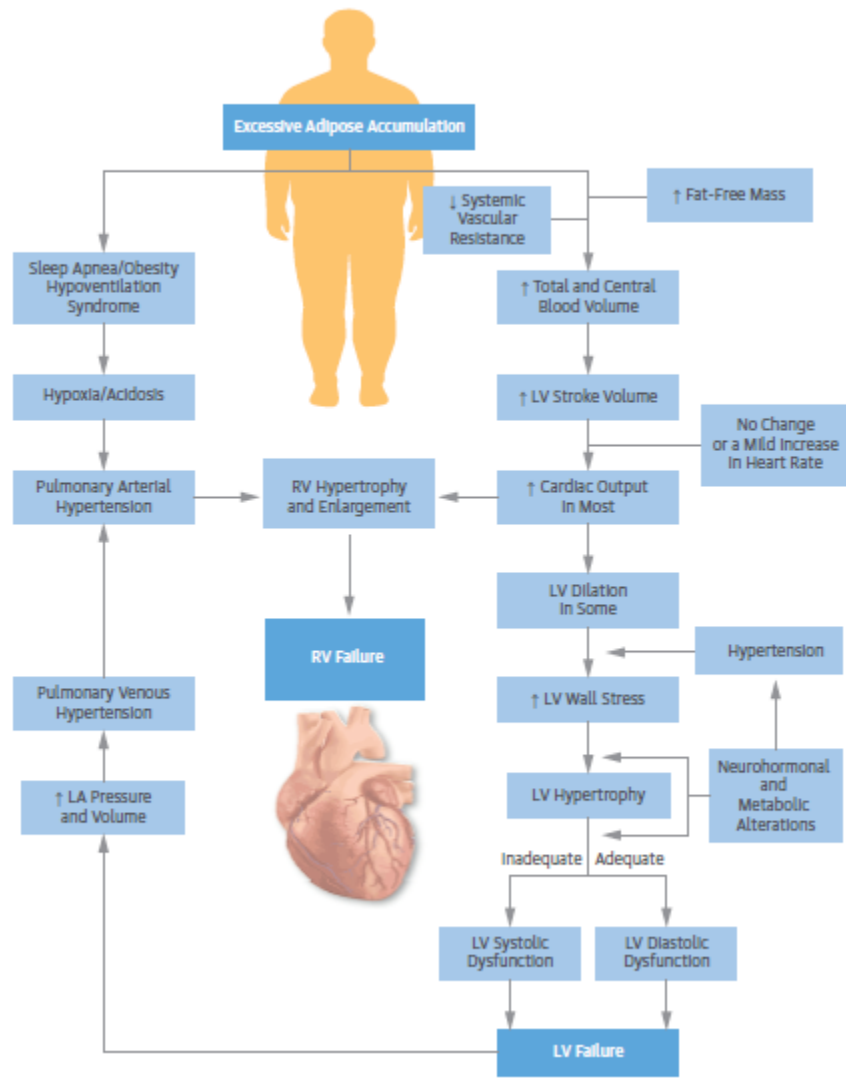 Excessive Adipose Accumulation
↓ Systemic
Vascular
Resistance
↑ Fat-Free Mass
Sleep Apnea/Obesity
Hypoventilation
Syndrome
↑ Total and Central
Blood Volume
Hypoxia/Acidosis
↑ LV Stroke Volume
No Change
or a Mild Increase
in Heart Rate
Pulmonary Arterial
Hypertension
RV Hypertrophy
and Enlargement
↑ Cardiac Output
in Most
LV Dilation
in Some
RV Failure
Hypertension
Pulmonary Venous
Hypertension
↑ LV Wall Stress
↑ LA Pressure
and Volume
LV Hypertrophy
Neurohormonal
and
Metabolic
Alterations
Inadequate
Adequate
LV Systolic
Dysfunction
LV Diastolic
Dysfunction
LV Failure